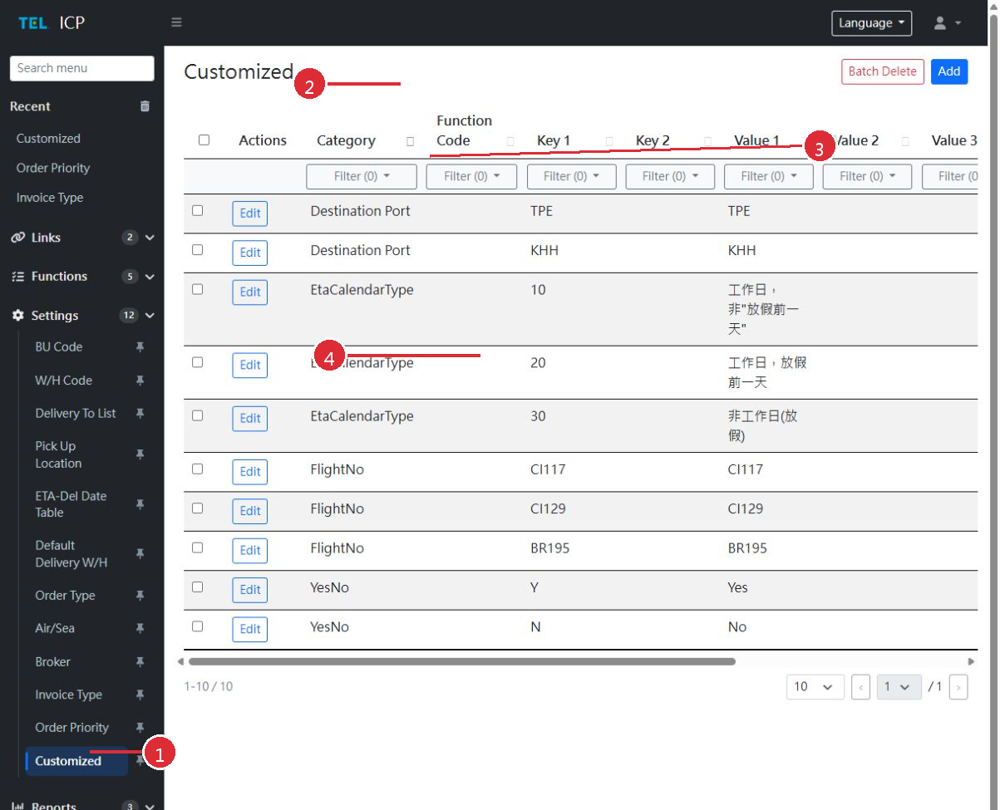 TEL ICP
Language
Search menu
Customized
2
Batch Delete
Add
Recent
Customized
Order Priority
Invoice Type
Links 2
Functions 5
Settings 12
BU Code
W/H Code
Delivery To List
Pick Up
Location
ETA-Del Date
Table
Default
Delivery W/H
Order Type
Air/Sea
Broker
Invoice Type
Order Priority
Customized
1
Reports 3
Actions Category Function Code Key 1 Key 2 Value 1 3 Value 2 Value 3
Filter (0) Filter (0) Filter (0) Filter (0) Filter (0) Filter (0) Filter (0
Edit Destination Port TPE TPE
Edit Destination Port KHH KHH
Edit EtaCalendarType 10 工作日，
非"放假前一
天"
4
Edit EtaCalendarType 20 工作日，放假
前一天
Edit EtaCalendarType 30 非工作日(放
假)
Edit FlightNo CI117 CI117
Edit FlightNo CI129 CI129
Edit FlightNo BR195 BR195
Edit YesNo Y Yes
Edit YesNo N No
1-10 / 10
10 ‹ 1 / 1 ›